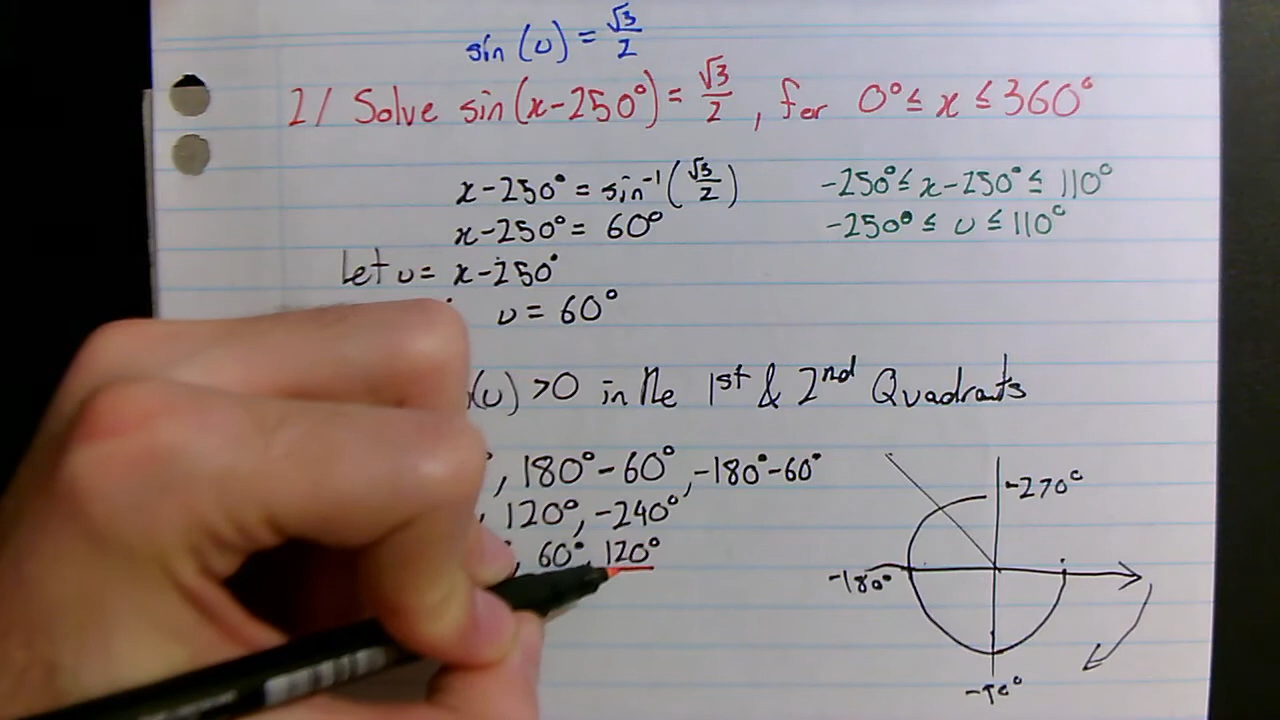 sin (u) = √3/2
2/ Solve sin(x-250°) = √3/2, for 0° ≤ x ≤ 360°
x-250° = sin⁻¹(√3/2)
-250° ≤ x-250° ≤ 110°
x-250° = 60°
-250° ≤ u ≤ 110°
Let u = x-250°
u = 60°
(u) >0 in the 1st & 2nd Quadrants
, 180°-60°, -180°-60°
, 120°, -240°
, 60°, 120°
-270°
-180°
-90°